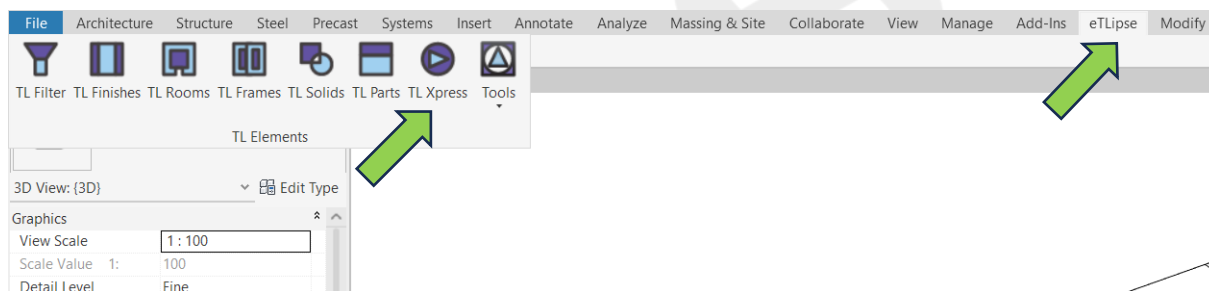 File Architecture Structure Steel Precast Systems Insert Annotate Analyze Massing & Site Collaborate View Manage Add-Ins eTLipse Modify
TL Filter TL Finishes TL Rooms TL Frames TL Solids TL Parts TL Xpress Tools
TL Elements
3D View: {3D} Edit Type
Graphics
View Scale 1 : 100
Scale Value 1: 100
Detail Level Fine